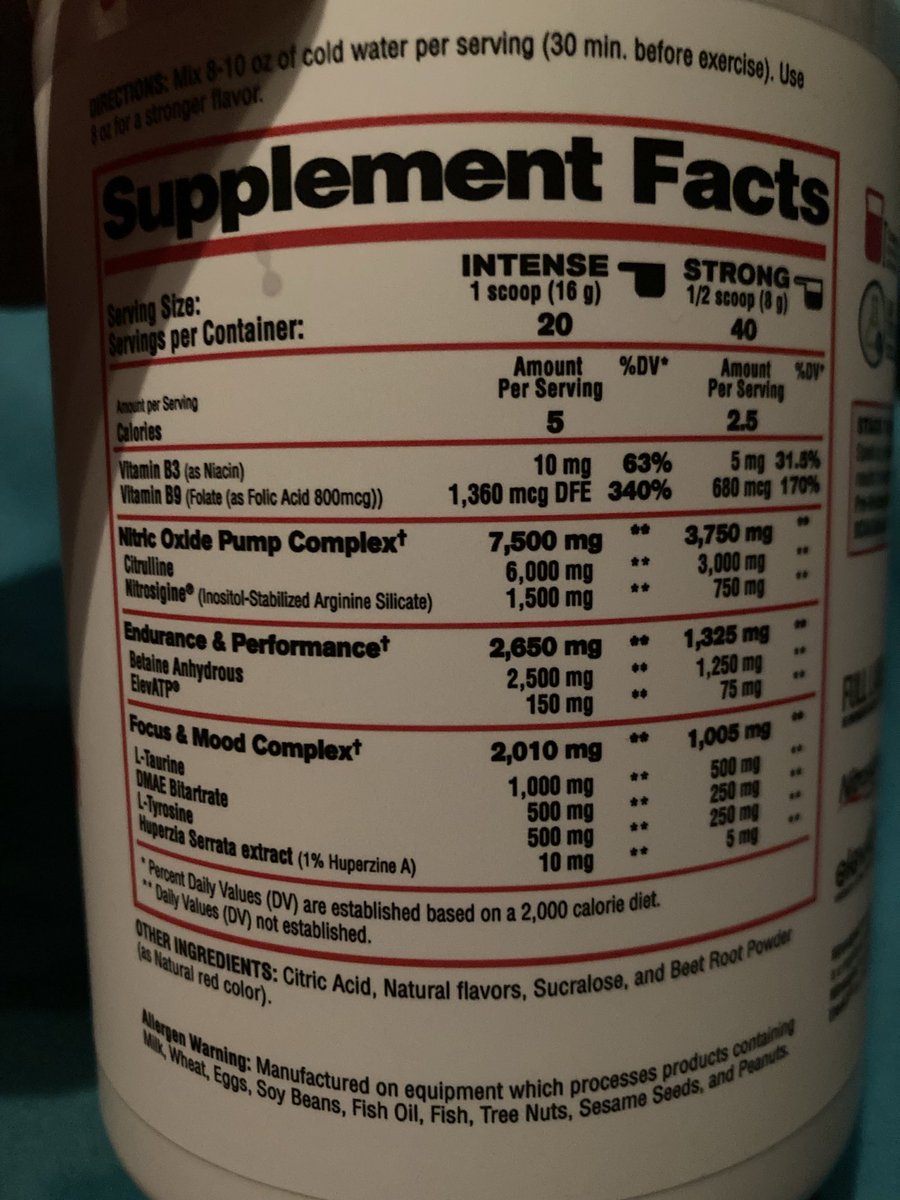 DIRECTIONS: Mix 8-10 oz of cold water per serving (30 min. before exercise). Use
8 oz for a stronger flavor.
Supplement Facts
INTENSE STRONG
Serving Size: 1 scoop (16 g) 1/2 scoop (8 g)
Servings per Container: 20 40
Amount per Serving Amount Per Serving %DV* Amount Per Serving %DV*
Calories 5 2.5
Vitamin B3 (as Niacin) 10 mg 63% 5 mg 31.5%
Vitamin B9 (Folate (as Folic Acid 800mcg)) 1,360 mcg DFE 340% 680 mcg 170%
Nitric Oxide Pump Complex† 7,500 mg ** 3,750 mg **
Citrulline 6,000 mg ** 3,000 mg **
Nitrosigine® (Inositol-Stabilized Arginine Silicate) 1,500 mg ** 750 mg **
Endurance & Performance† 2,650 mg ** 1,325 mg **
Betaine Anhydrous 2,500 mg ** 1,250 mg **
ElevATP® 150 mg ** 75 mg **
Focus & Mood Complex† 2,010 mg ** 1,005 mg **
L-Taurine 1,000 mg ** 500 mg **
DMAE Bitartrate 500 mg ** 250 mg **
L-Tyrosine 500 mg ** 250 mg **
Huperzia Serrata extract (1% Huperzine A) 10 mg ** 5 mg **
* Percent Daily Values (DV) are established based on a 2,000 calorie diet.
** Daily Values (DV) not established.
OTHER INGREDIENTS: Citric Acid, Natural flavors, Sucralose, and Beet Root Powder
(as Natural red color).
Allergen Warning: Manufactured on equipment which processes products containing
Milk, Wheat, Eggs, Soy Beans, Fish Oil, Fish, Tree Nuts, Sesame Seeds, and Peanuts.